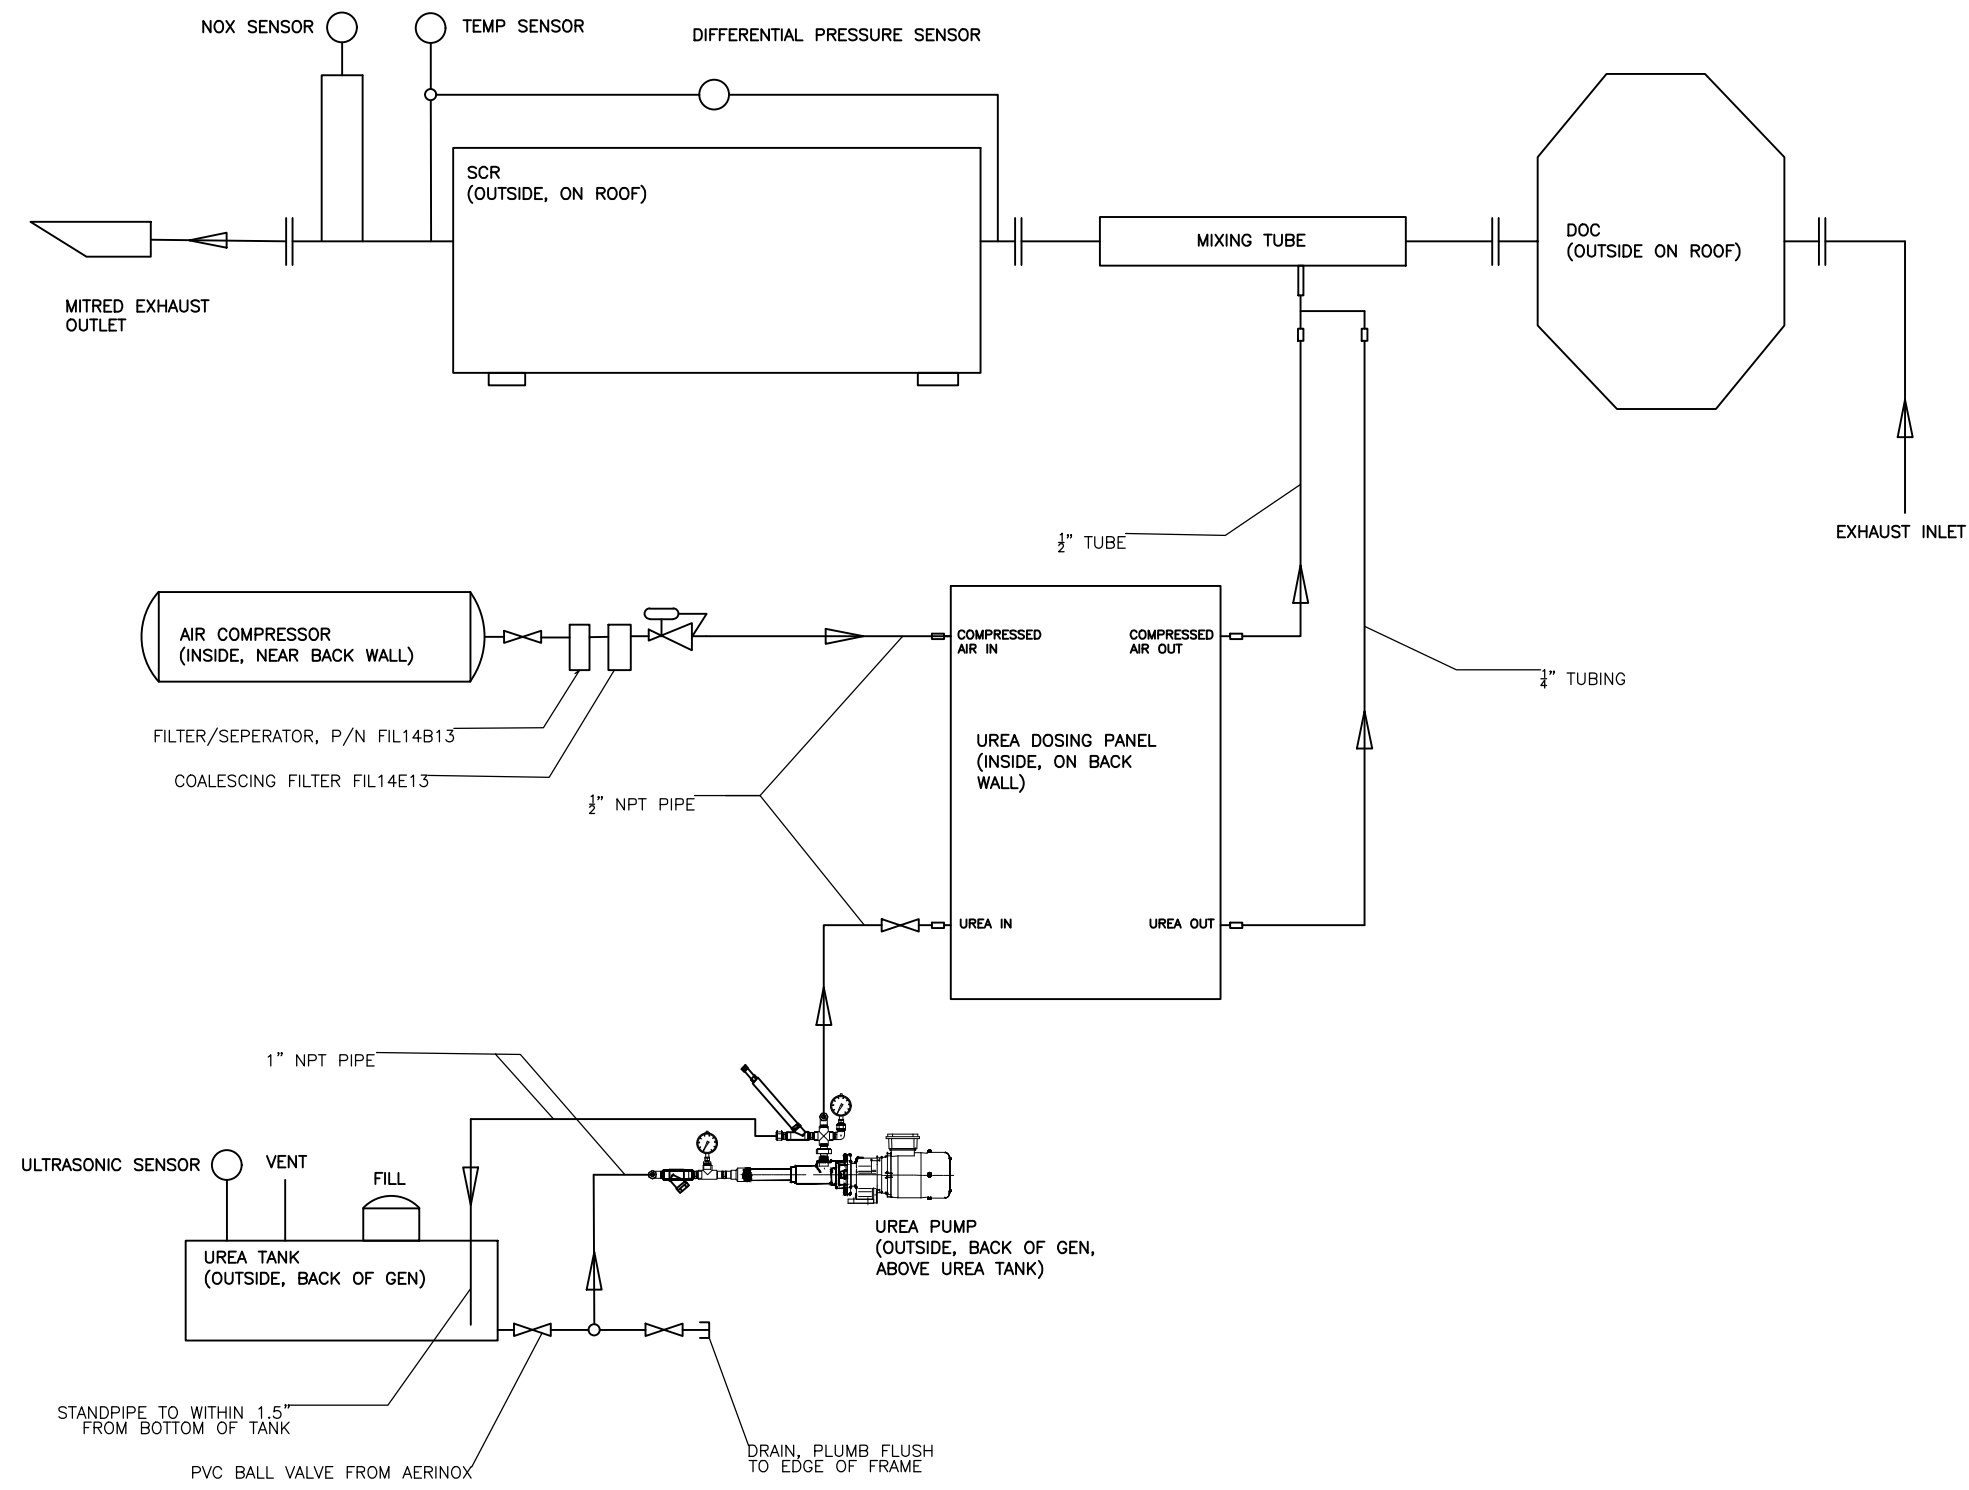 NOX SENSOR
TEMP SENSOR
DIFFERENTIAL PRESSURE SENSOR
SCR
(OUTSIDE, ON ROOF)
MIXING TUBE
DOC
(OUTSIDE ON ROOF)
MITRED EXHAUST
OUTLET
EXHAUST INLET
½" TUBE
AIR COMPRESSOR
(INSIDE, NEAR BACK WALL)
COMPRESSED
AIR IN
COMPRESSED
AIR OUT
¼" TUBING
FILTER/SEPERATOR, P/N FIL14B13
COALESCING FILTER FIL14E13
½" NPT PIPE
UREA DOSING PANEL
(INSIDE, ON BACK
WALL)
UREA IN
UREA OUT
1" NPT PIPE
ULTRASONIC SENSOR
VENT
FILL
UREA TANK
(OUTSIDE, BACK OF GEN)
UREA PUMP
(OUTSIDE, BACK OF GEN,
ABOVE UREA TANK)
STANDPIPE TO WITHIN 1.5"
FROM BOTTOM OF TANK
PVC BALL VALVE FROM AERINOX
DRAIN, PLUMB FLUSH
TO EDGE OF FRAME